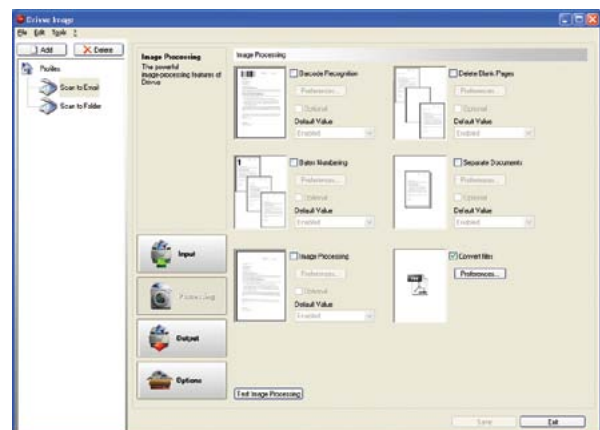 Drivve Image
File Edit Tools ?
Add
Delete
Profiles
Scan to Email
Scan to Folder
Image Processing
The powerful
image-processing features of
Drivve
Input
Processing
Output
Options
Image Processing
Barcode Recognition
Preferences...
Optional
Default Value
Enabled
Delete Blank Pages
Preferences...
Optional
Default Value
Enabled
Bates Numbering
Preferences...
Optional
Default Value
Enabled
Separate Documents
Preferences...
Optional
Default Value
Enabled
Image Processing
Preferences...
Optional
Default Value
Enabled
Convert files
Preferences...
Test Image Processing
Save
Exit